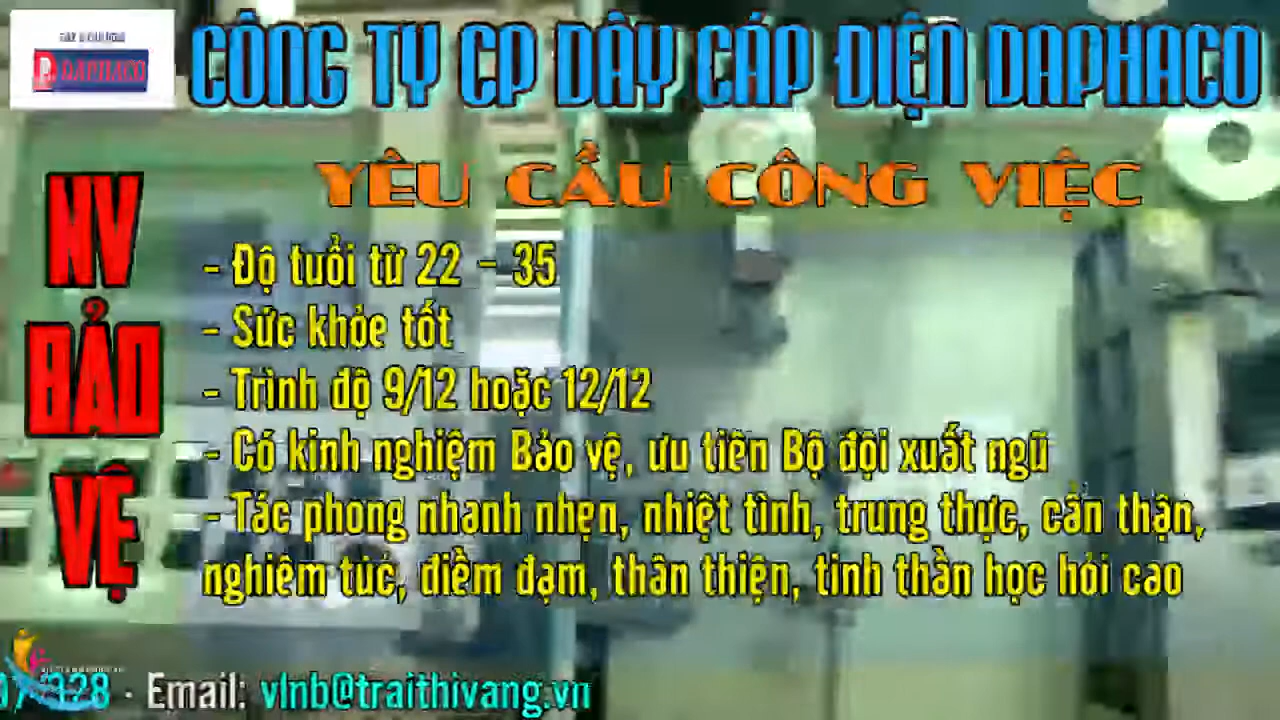 DAPHACO
CÔNG TY CP DÂY CÁP ĐIỆN DAPHACO
YÊU CẦU CÔNG VIỆC
NV
BẢO
VỆ
- Độ tuổi từ 22 - 35
- Sức khỏe tốt
- Trình độ 9/12 hoặc 12/12
- Có kinh nghiệm Bảo vệ, ưu tiên Bộ đội xuất ngũ
- Tác phong nhanh nhẹn, nhiệt tình, trung thực, cẩn thận,
nghiêm túc, điềm đạm, thân thiện, tinh thần học hỏi cao
928 - Email: vlnb@traithivang.vn